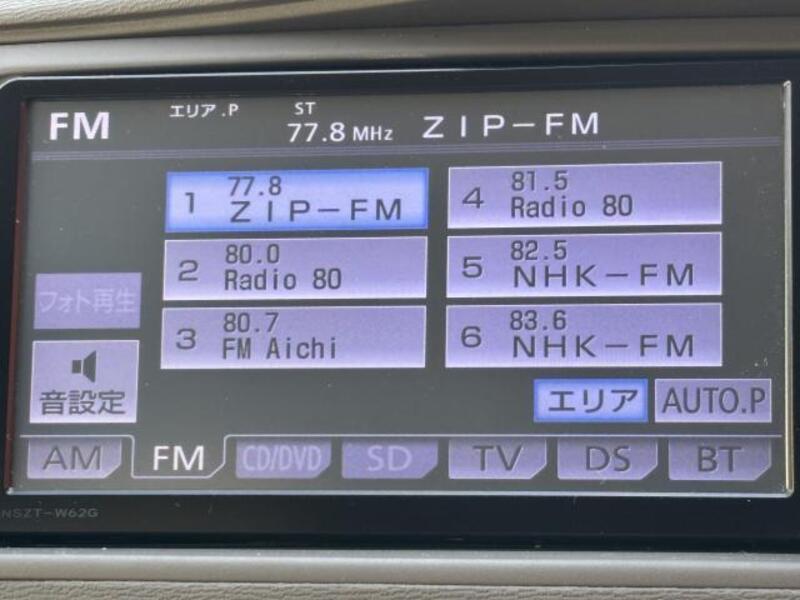 FM
エリア.P
ST
77.8 MHz
ZIP-FM
1
77.8
ZIP-FM
4
81.5
Radio 80
2
80.0
Radio 80
5
82.5
NHK-FM
3
80.7
FM Aichi
6
83.6
NHK-FM
フォト再生
音設定
エリア
AUTO.P
AM
FM
CD/DVD
SD
TV
DS
BT
NSZT-W62G